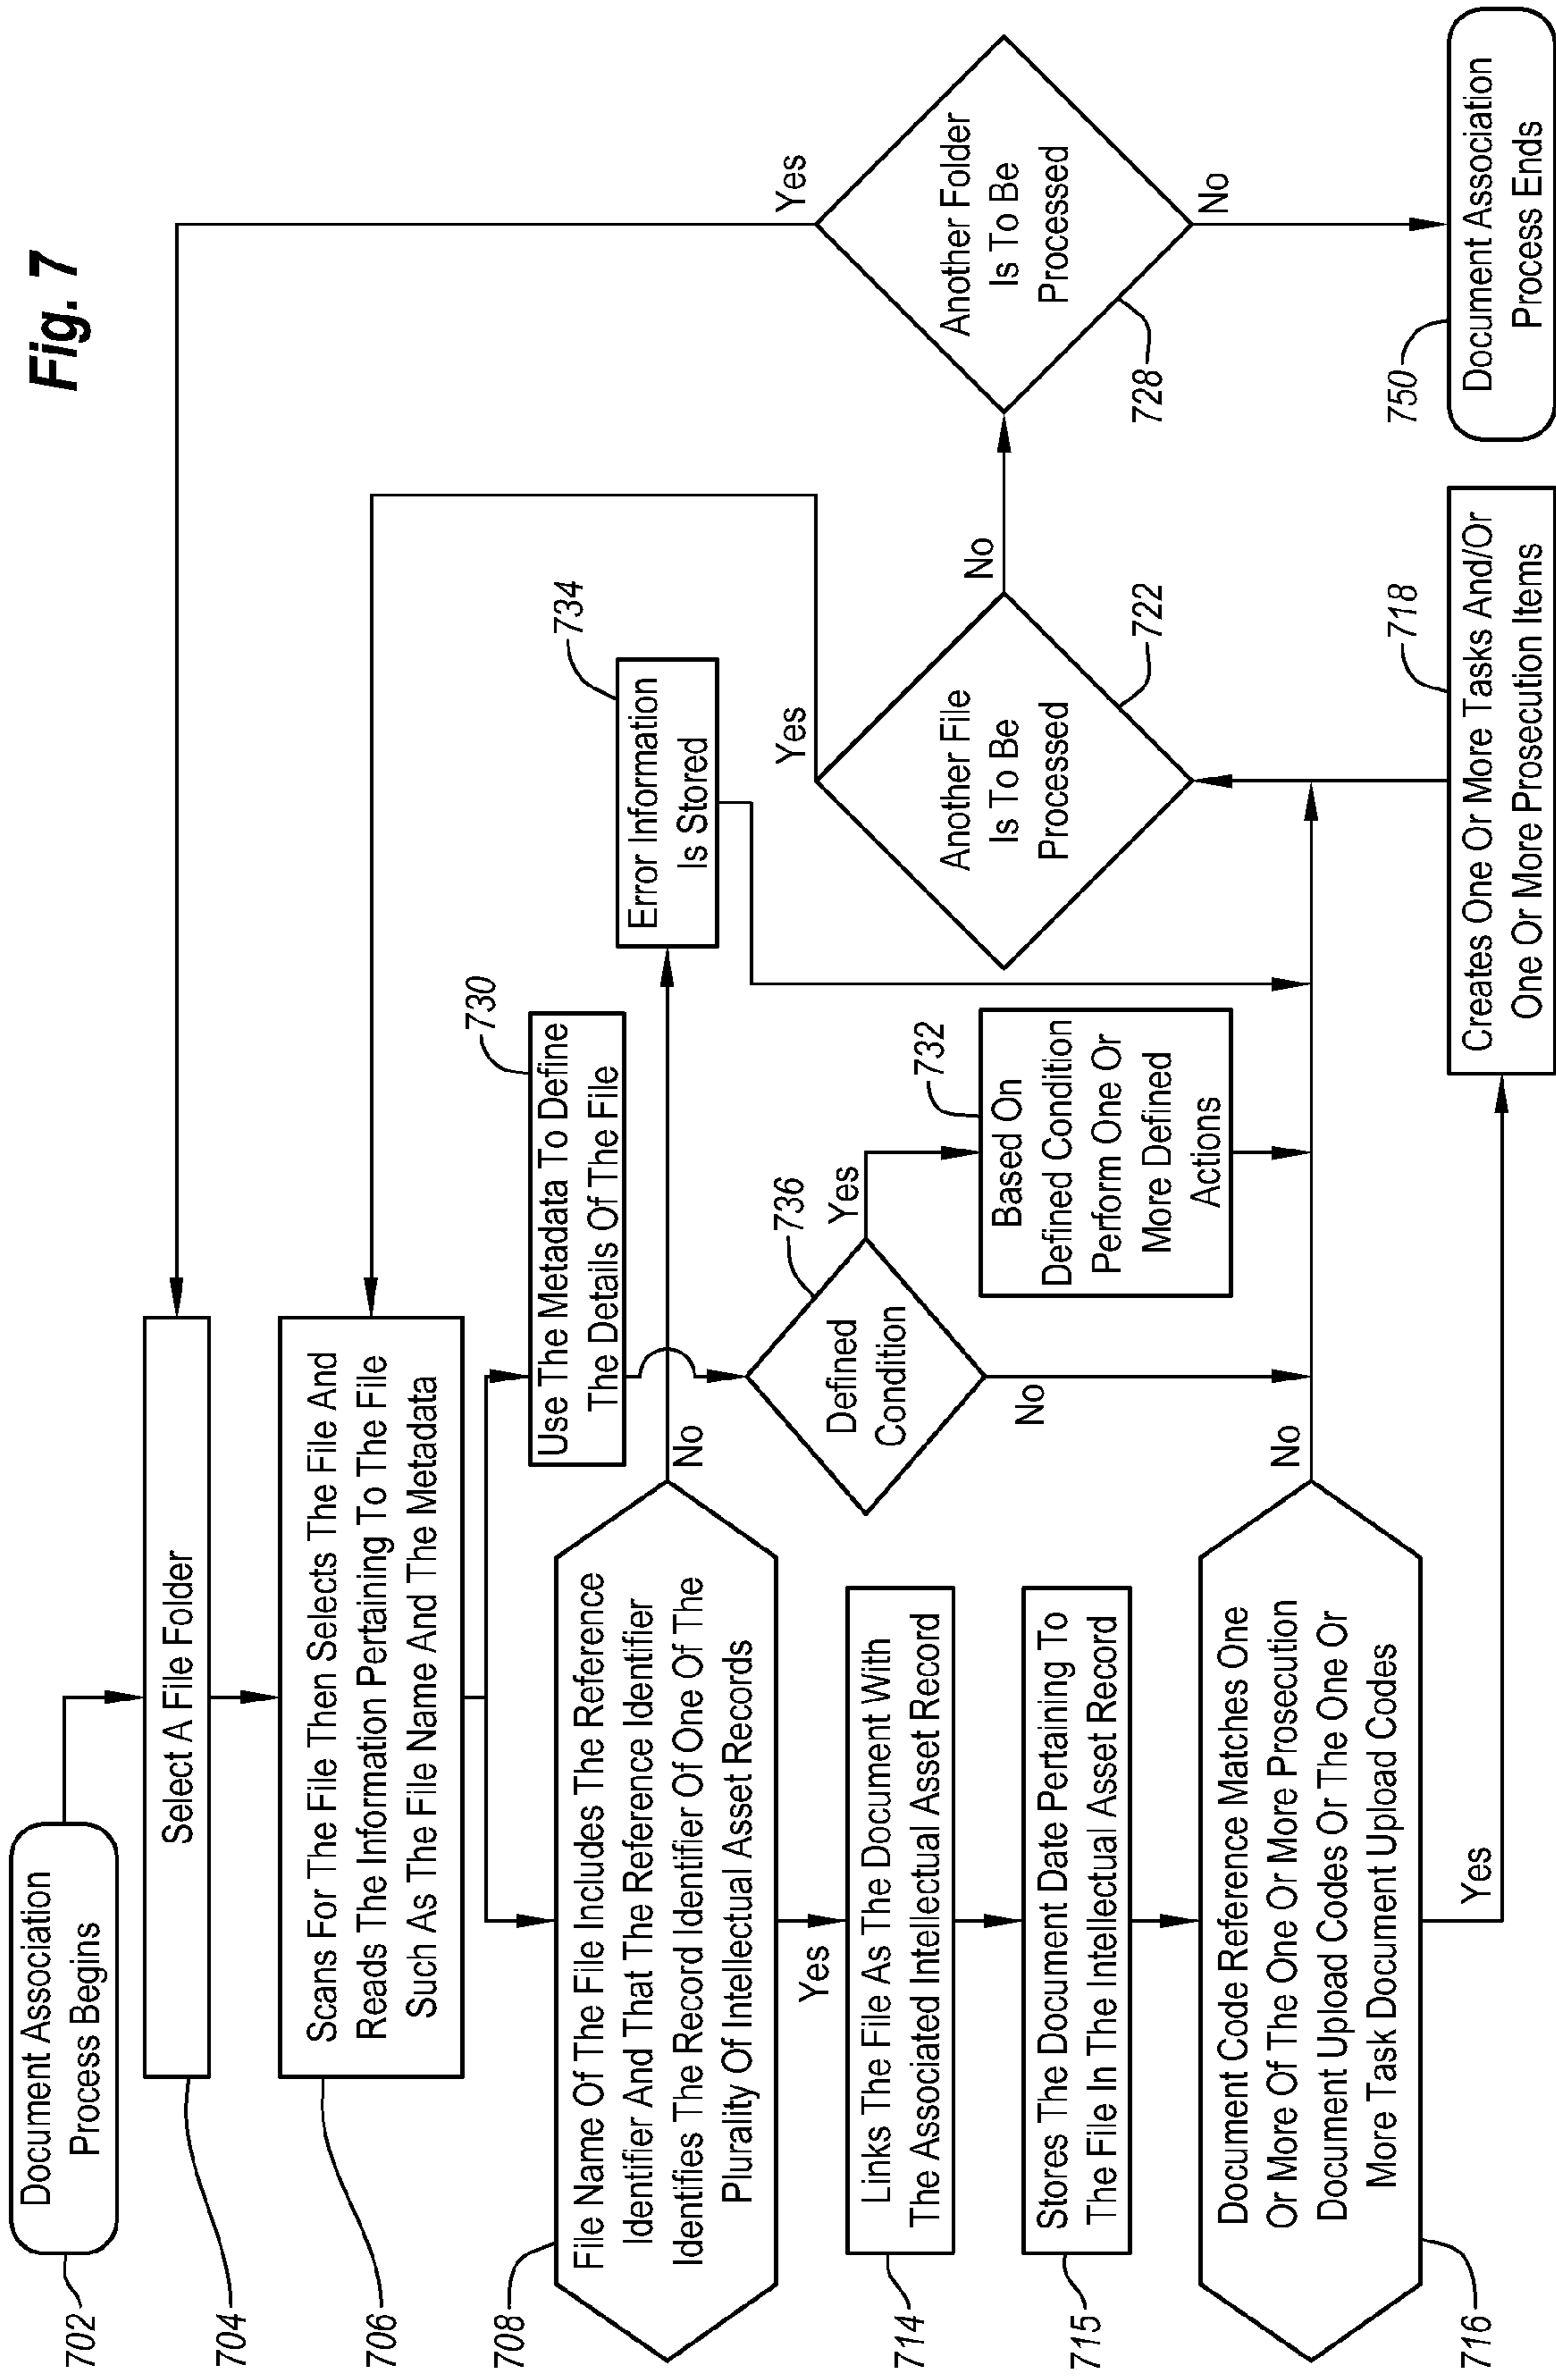 Fig. 7
702
Document Association
Process Begins
704
Select A File Folder
706
Scans For The File Then Selects The File And
Reads The Information Pertaining To The File
Such As The File Name And The Metadata
708
File Name Of The File Includes The Reference
Identifier And That The Reference Identifier
Identifies The Record Identifier Of One Of The
Plurality Of Intellectual Asset Records
No
Yes
730
Use The Metadata To Define
The Details Of The File
734
Error Information
Is Stored
736
Defined
Condition
Yes
No
732
Based On
Defined Condition
Perform One Or
More Defined
Actions
714
Links The File As The Document With
The Associated Intellectual Asset Record
715
Stores The Document Date Pertaining To
The File In The Intellectual Asset Record
716
Document Code Reference Matches One
Or More Of The One Or More Prosecution
Document Upload Codes Or The One Or
More Task Document Upload Codes
No
Yes
718
Creates One Or More Tasks And/Or
One Or More Prosecution Items
722
Another File
Is To Be
Processed
Yes
No
728
Another Folder
Is To Be
Processed
Yes
No
750
Document Association
Process Ends